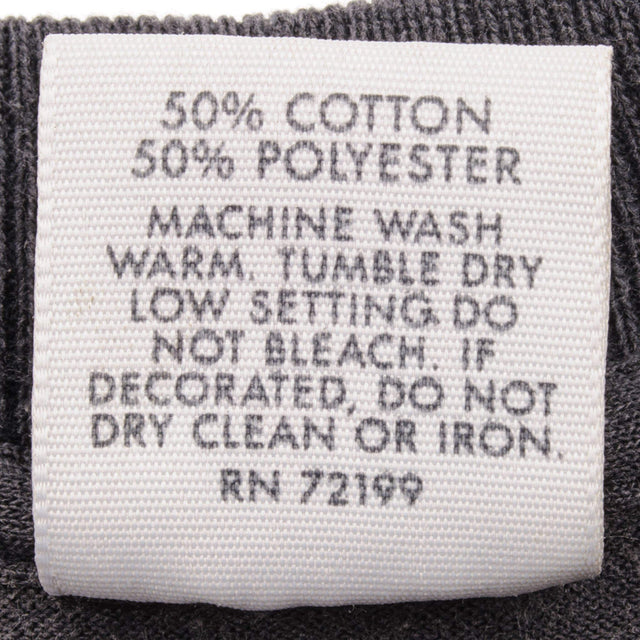 50% COTTON
50% POLYESTER
MACHINE WASH
WARM. TUMBLE DRY
LOW SETTING DO
NOT BLEACH. IF
DECORATED, DO NOT
DRY CLEAN OR IRON.
RN 72199